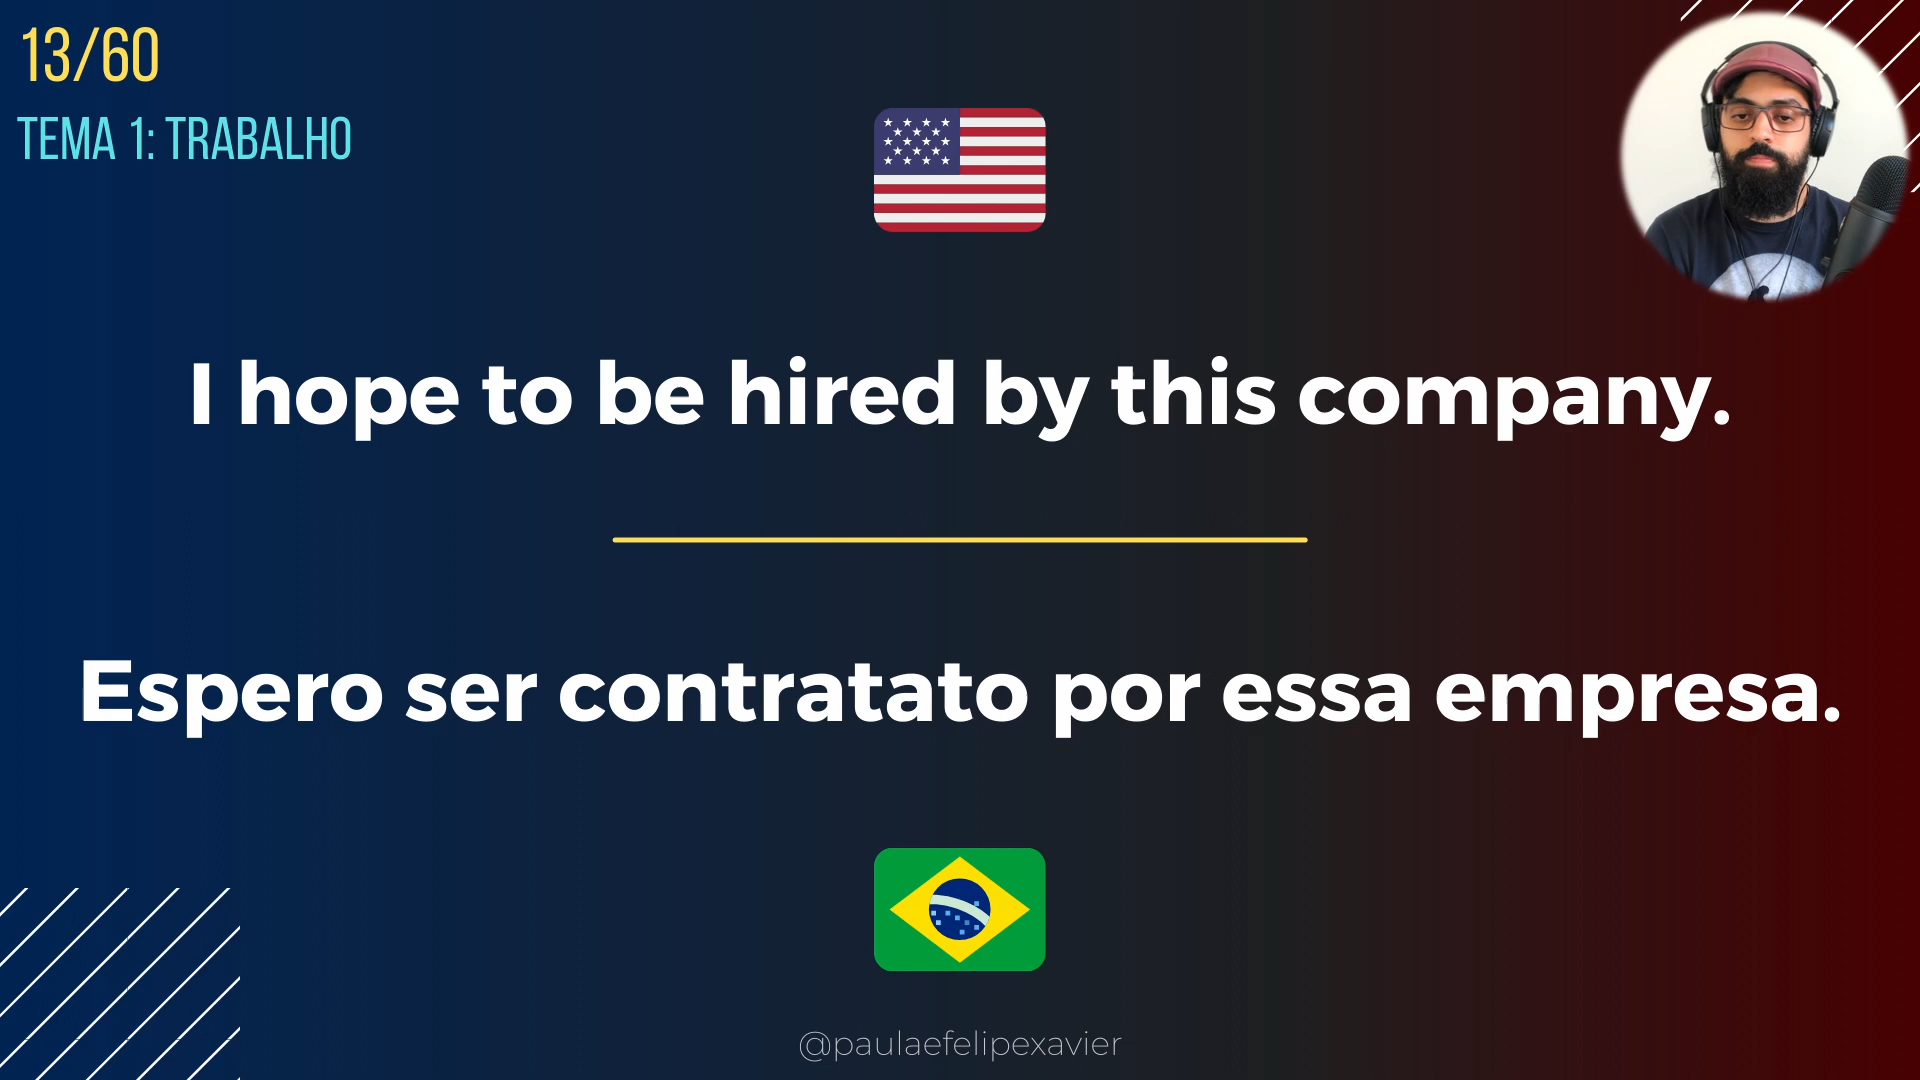 13/60
TEMA 1: TRABALHO
I hope to be hired by this company.
Espero ser contratato por essa empresa.
@paulaefelipexavier